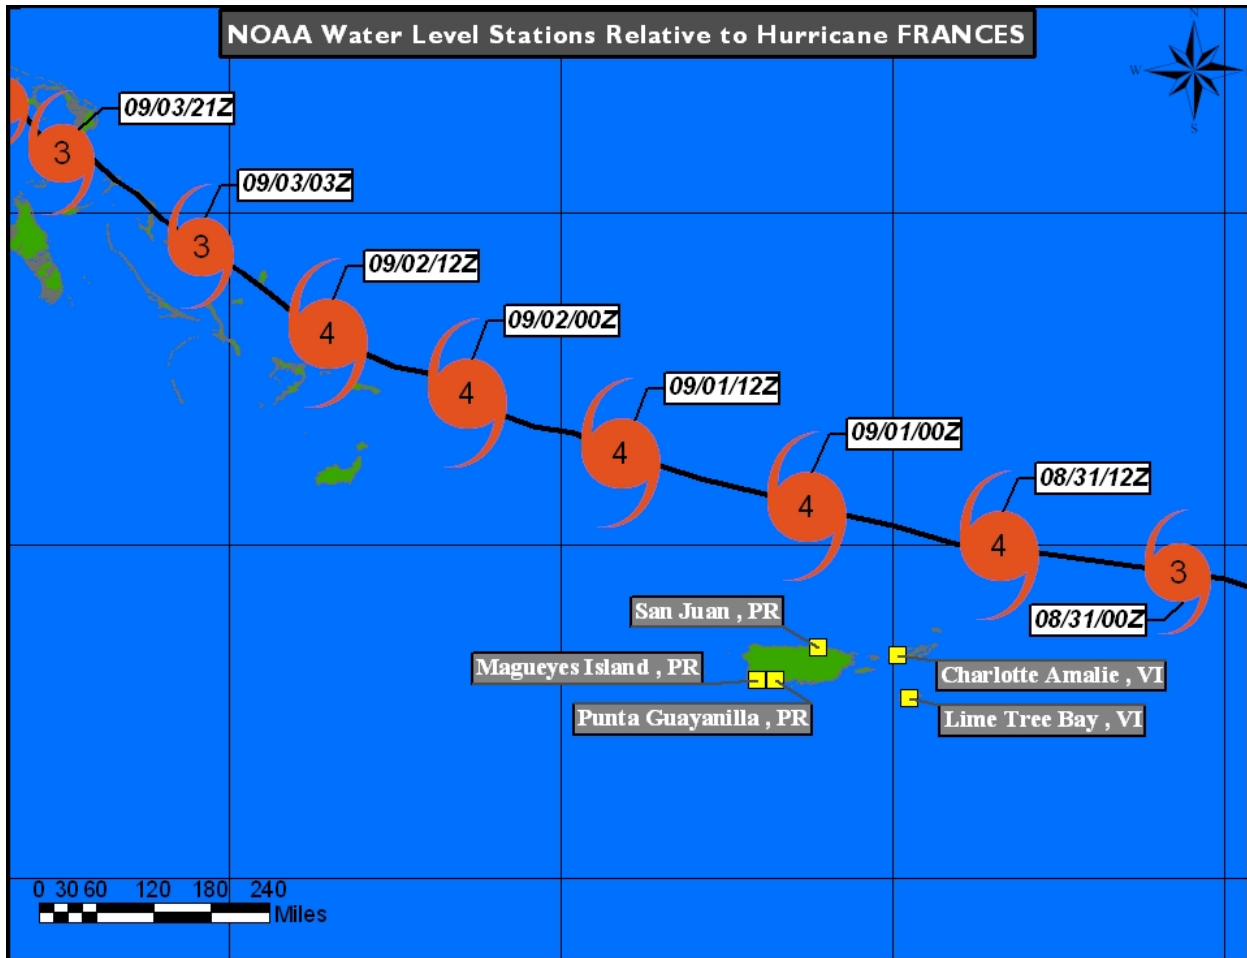 NOAA Water Level Stations Relative to Hurricane FRANCES
N
W
S
09/03/21Z
3
09/03/03Z
3
09/02/12Z
4
09/02/00Z
4
09/01/12Z
4
09/01/00Z
4
08/31/12Z
4
3
08/31/00Z
San Juan , PR
Magueyes Island , PR
Charlotte Amalie , VI
Punta Guayanilla , PR
Lime Tree Bay , VI
0 30 60 120 180 240
Miles